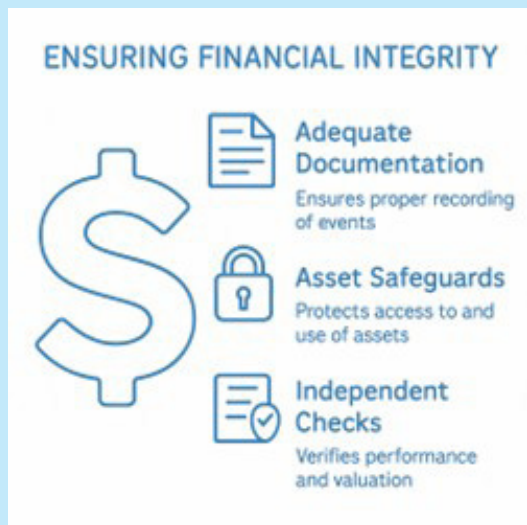 ENSURING FINANCIAL INTEGRITY
Adequate
Documentation
Ensures proper recording
of events
Asset Safeguards
Protects access to and
use of assets
Independent
Checks
Verifies performance
and valuation